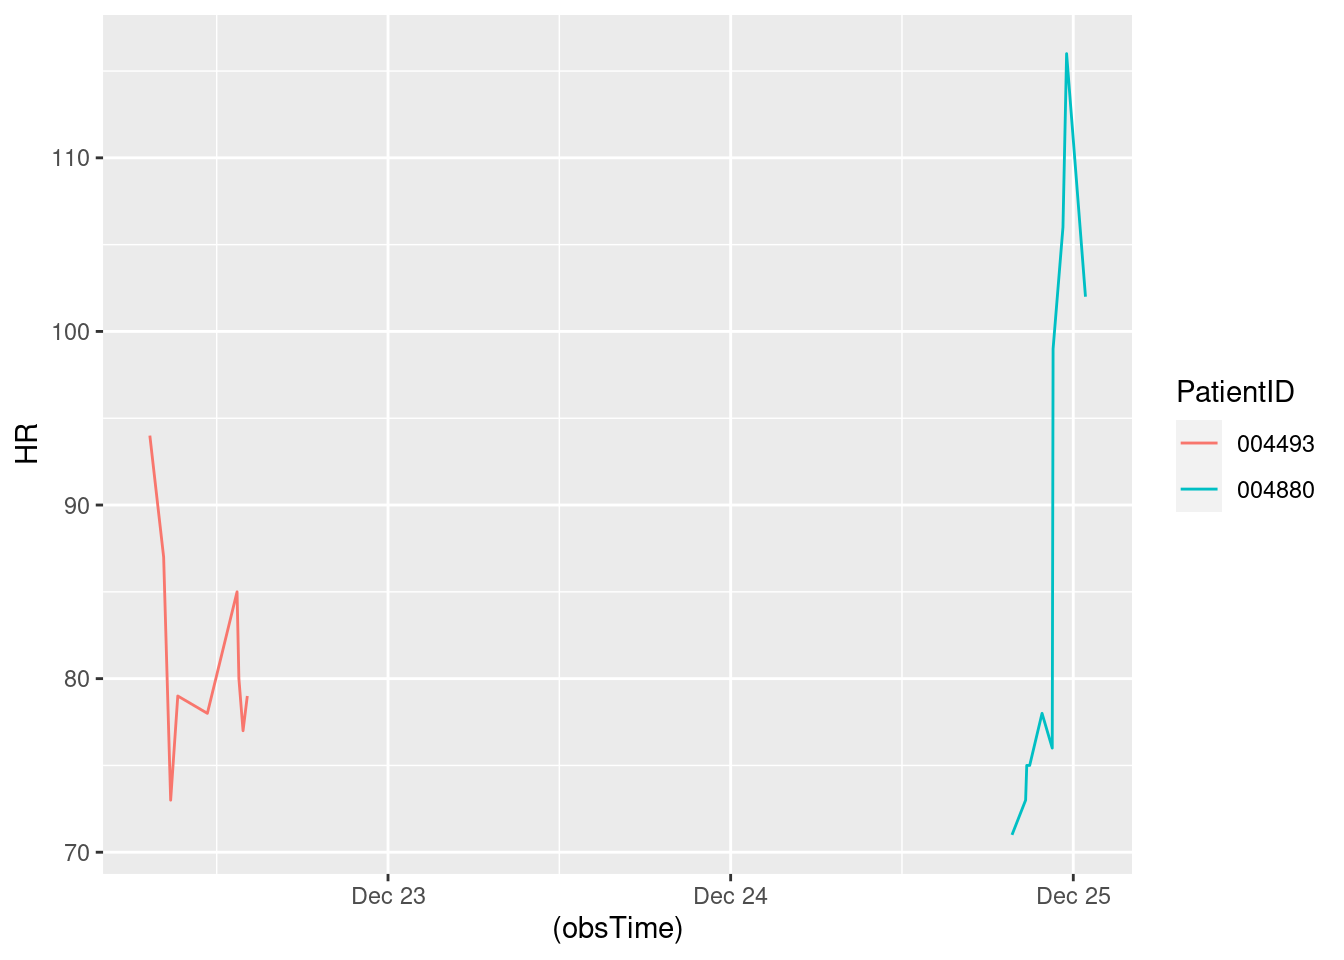 110
100
90
80
70
HR
Dec 23
Dec 24
Dec 25
(obsTime)
PatientID
004493
004880